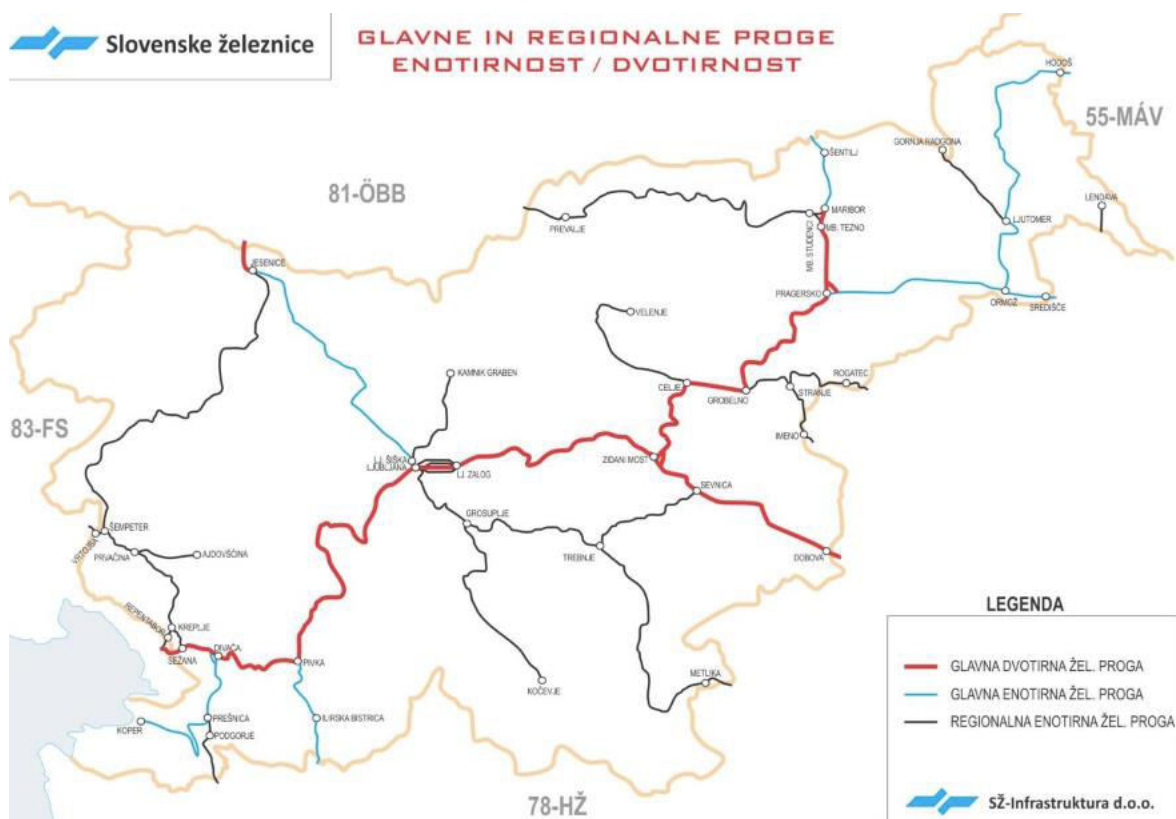 Slovenske železnice
GLAVNE IN REGIONALNE PROGE
ENOTIRNOST / DVOTIRNOST
HODOŠ
55-MÁV
GORNJA RADGONA
ŠENTILJ
81-ÖBB
LENDAVA
MARIBOR
PREVALJE
MB. TEZNO
MB. STUDENCI
LJUTOMER
JESENICE
PRAGERSKO
ORMOŽ
SREDIŠČE
VELENJE
KAMNIK GRABEN
ROGATEC
CELJE
GROBELNO
STRANJE
83-FS
IMENO
LJ. ŠIŠKA
LJUBLJANA
LJ. ZALOG
ZIDANI MOST
SEVNICA
GROSUPLJE
ŠEMPETER
VRTOJBA
PRVAČINA
AJDOVŠČINA
TREBNJE
DOBOVA
REPENTABOR
KREPLJE
SEŽANA
DIVAČA
PIVKA
KOČEVJE
METLIKA
PREŠNICA
KOPER
PODGORJE
ILIRSKA BISTRICA
78-HŽ
LEGENDA
GLAVNA DVOTIRNA ŽEL. PROGA
GLAVNA ENOTIRNA ŽEL. PROGA
REGIONALNA ENOTIRNA ŽEL. PROGA
SŽ-Infrastruktura d.o.o.